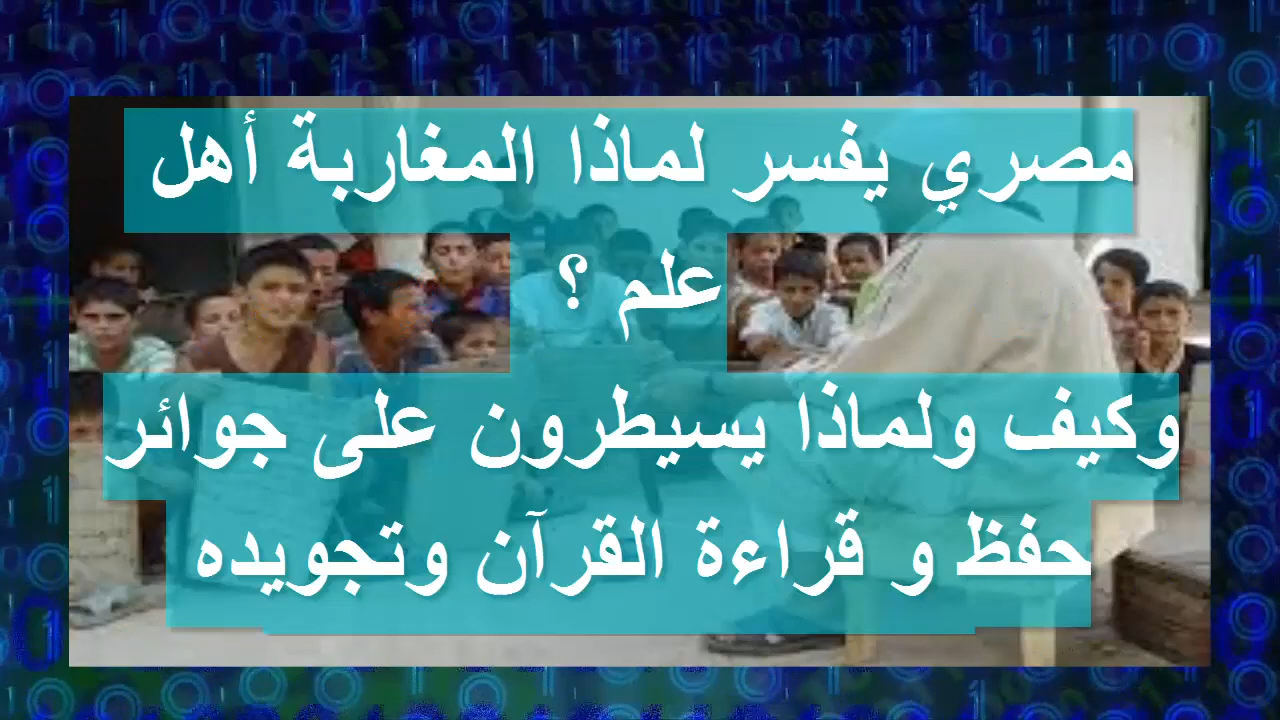 مصري يفسر لماذا المغاربة أهل
علم ؟
وكيف ولماذا يسيطرون على جوائر
حفظ و قراءة القرآن وتجويده